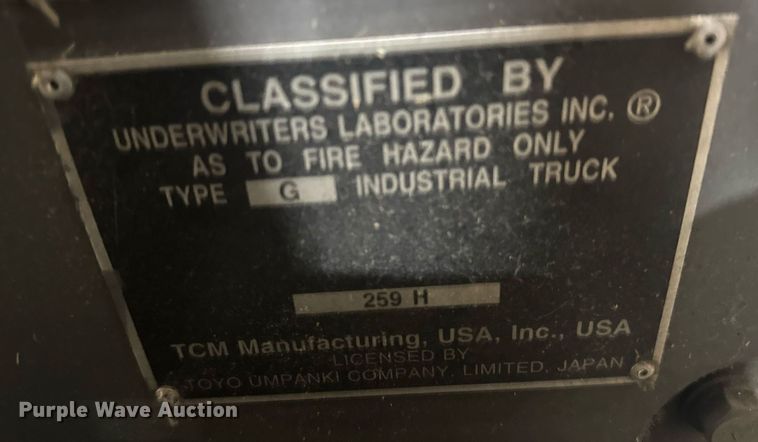 CLASSIFIED BY
UNDERWRITERS LABORATORIES INC. ®
AS TO FIRE HAZARD ONLY
TYPE G INDUSTRIAL TRUCK
259 H
TCM Manufacturing, USA, Inc., USA
LICENSED BY
TOYO UMPANKI COMPANY, LIMITED, JAPAN
Purple Wave Auction